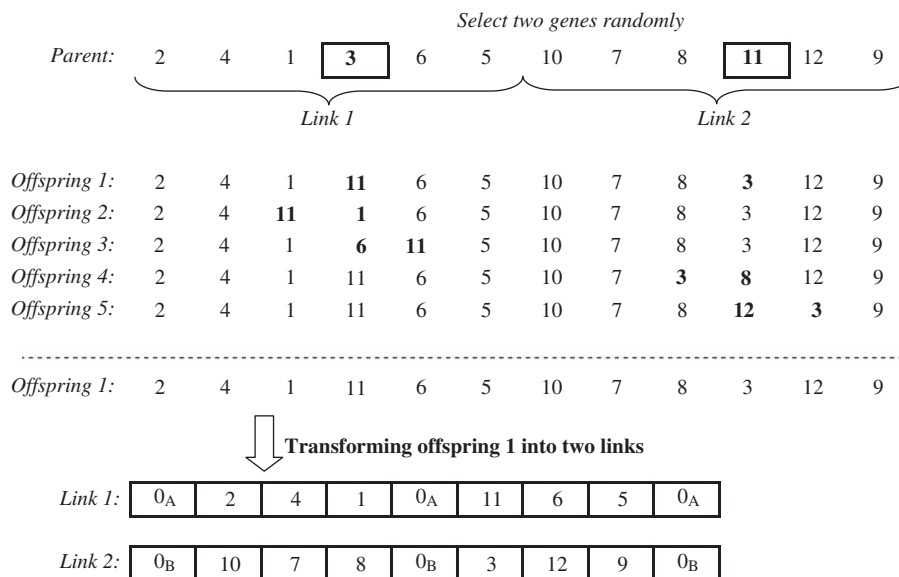 Select two genes randomly
Parent: 2 4 1 3 6 5 10 7 8 11 12 9
Link 1 Link 2
Offspring 1: 2 4 1 11 6 5 10 7 8 3 12 9
Offspring 2: 2 4 11 1 6 5 10 7 8 3 12 9
Offspring 3: 2 4 1 6 11 5 10 7 8 3 12 9
Offspring 4: 2 4 1 11 6 5 10 7 3 8 12 9
Offspring 5: 2 4 1 11 6 5 10 7 8 12 3 9
Offspring 1: 2 4 1 11 6 5 10 7 8 3 12 9
Transforming offspring 1 into two links
Link 1: 0A 2 4 1 0A 11 6 5 0A
Link 2: 0B 10 7 8 0B 3 12 9 0B